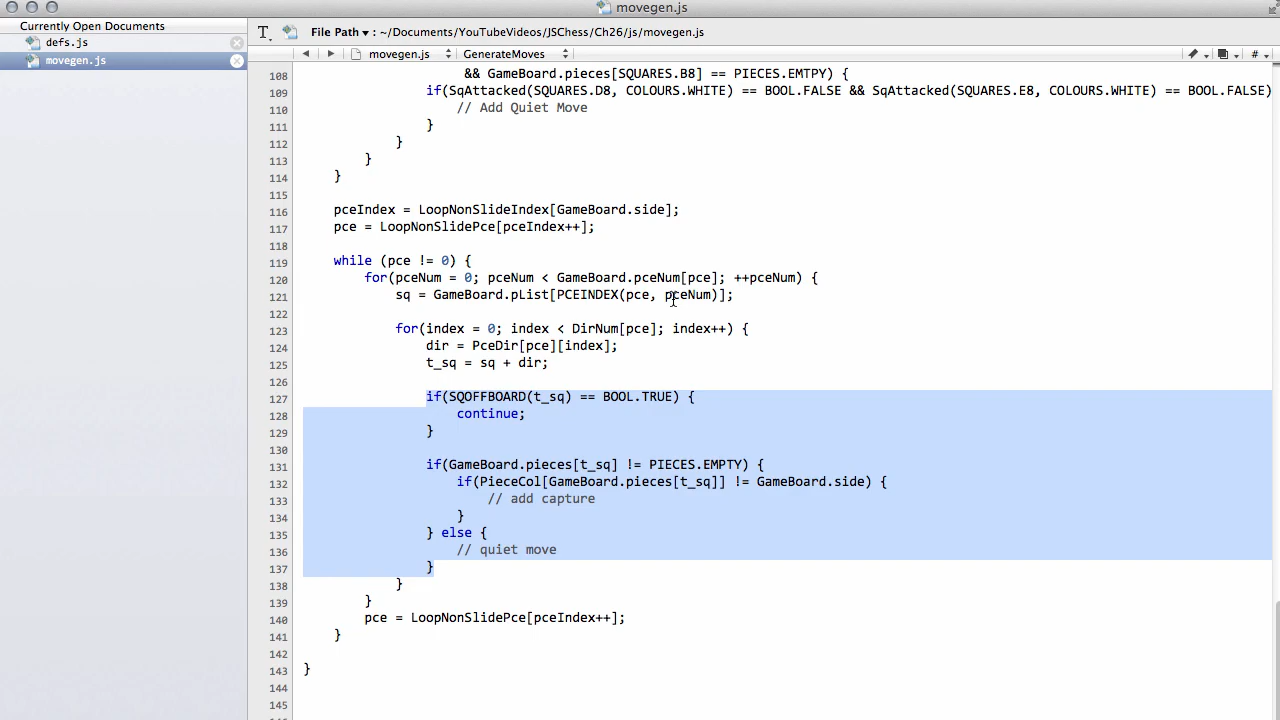 movegen.js
Currently Open Documents
defs.js
movegen.js
File Path ▾ : ~/Documents/YouTubeVideos/JSChess/Ch26/js/movegen.js
movegen.js GenerateMoves
108 && GameBoard.pieces[SQUARES.B8] == PIECES.EMTPY) {
109 if(SqAttacked(SQUARES.D8, COLOURS.WHITE) == BOOL.FALSE && SqAttacked(SQUARES.E8, COLOURS.WHITE) == BOOL.FALSE)
110 // Add Quiet Move
111 }
112 }
113 }
114 }
115
116 pceIndex = LoopNonSlideIndex[GameBoard.side];
117 pce = LoopNonSlidePce[pceIndex++];
118
119 while (pce != 0) {
120 for(pceNum = 0; pceNum < GameBoard.pceNum[pce]; ++pceNum) {
121 sq = GameBoard.pList[PCEINDEX(pce, pceNum)];
122
123 for(index = 0; index < DirNum[pce]; index++) {
124 dir = PceDir[pce][index];
125 t_sq = sq + dir;
126
127 if(SQOFFBOARD(t_sq) == BOOL.TRUE) {
128 continue;
129 }
130
131 if(GameBoard.pieces[t_sq] != PIECES.EMPTY) {
132 if(PieceCol[GameBoard.pieces[t_sq]] != GameBoard.side) {
133 // add capture
134 }
135 } else {
136 // quiet move
137 }
138 }
139 }
140 pce = LoopNonSlidePce[pceIndex++];
141 }
142
143 }
144
145